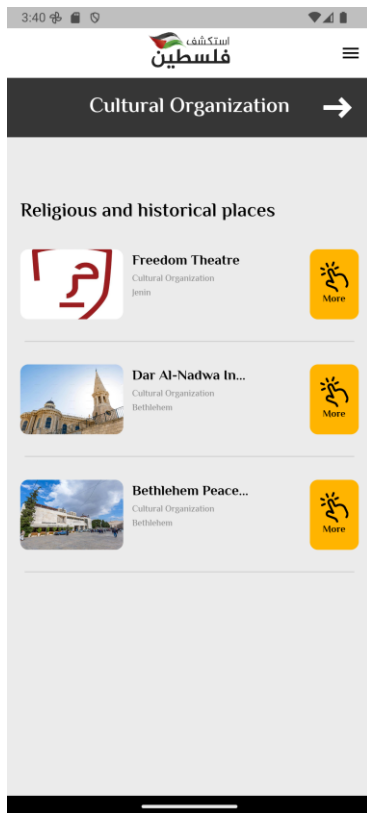 3:40
استكشف
فلسطين
Cultural Organization
Religious and historical places
Freedom Theatre
Cultural Organization
Jenin
More
Dar Al-Nadwa In...
Cultural Organization
Bethlehem
More
Bethlehem Peace...
Cultural Organization
Bethlehem
More